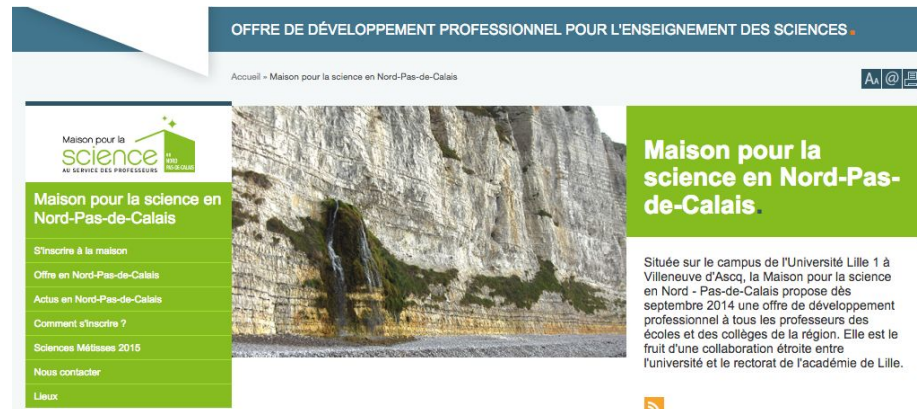 OFFRE DE DÉVELOPPEMENT PROFESSIONNEL POUR L'ENSEIGNEMENT DES SCIENCES.
Accueil » Maison pour la science en Nord-Pas-de-Calais
AA @
Maison pour la
science
AU SERVICE DES PROFESSEURS
EN
NORD
PAS-DE-CALAIS
Maison pour la science en
Nord-Pas-de-Calais
S'inscrire à la maison
Offre en Nord-Pas-de-Calais
Actus en Nord-Pas-de-Calais
Comment s'inscrire ?
Sciences Métisses 2015
Nous contacter
Lieux
Maison pour la
science en Nord-Pas-
de-Calais.
Située sur le campus de l'Université Lille 1 à
Villeneuve d'Ascq, la Maison pour la science
en Nord - Pas-de-Calais propose dès
septembre 2014 une offre de développement
professionnel à tous les professeurs des
écoles et des collèges de la région. Elle est le
fruit d'une collaboration étroite entre
l'université et le rectorat de l'académie de Lille.